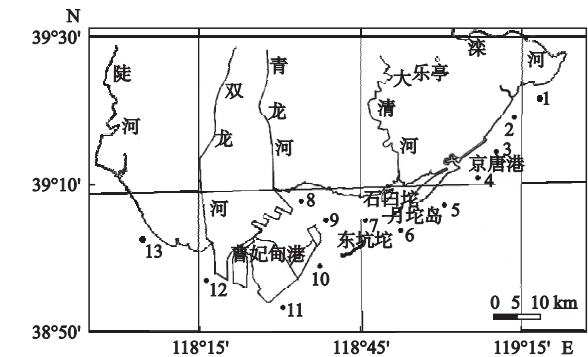 N
39°30'
39°10'
38°50'
118°15'
118°45'
119°15'
E
陡
河
双
龙
河
青
龙
河
大
清
河
乐亭
滦
河
京唐港
石臼坨
月坨岛
东坑坨
曹妃甸港
1
2
3
4
5
6
7
8
9
10
11
12
13
0 5 10 km